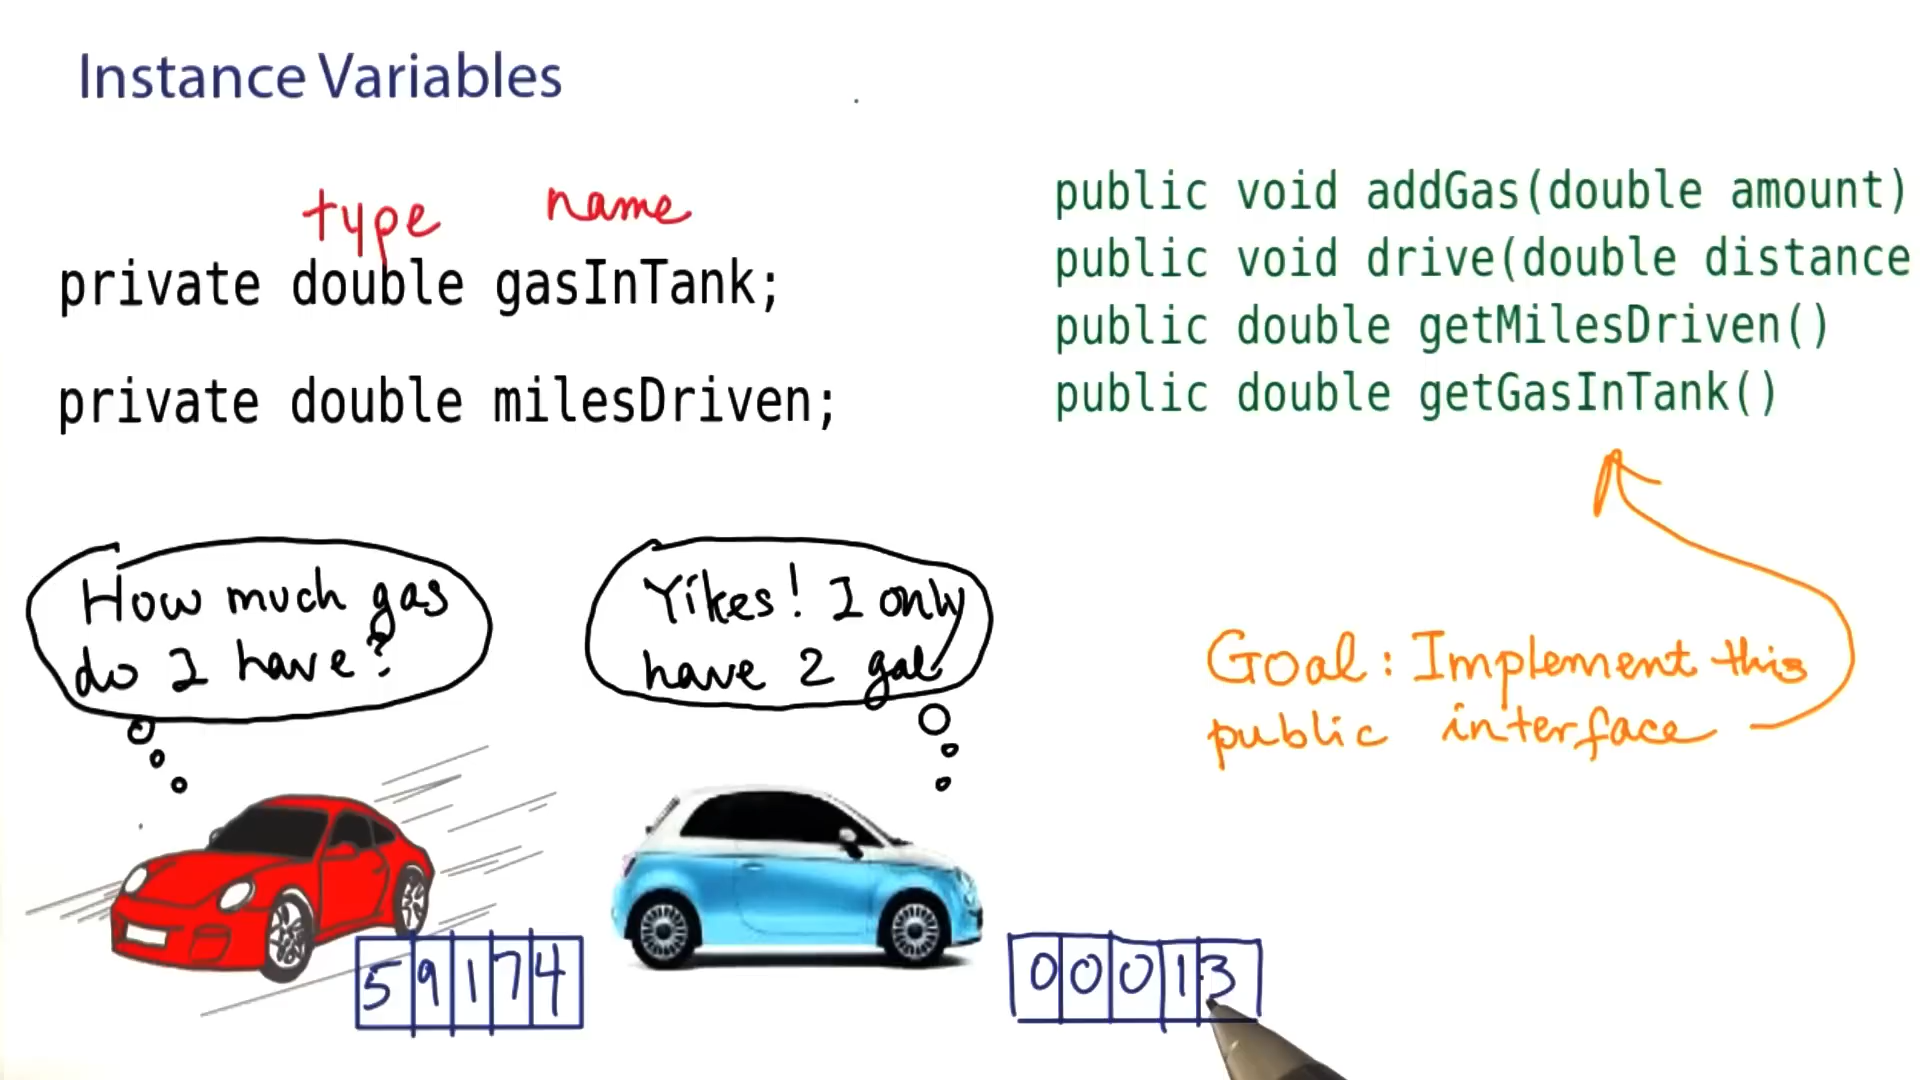 Instance Variables
type name
private double gasInTank;
private double milesDriven;
public void addGas(double amount)
public void drive(double distance
public double getMilesDriven()
public double getGasInTank()
How much gas
do I have?
Yikes! I only
have 2 gal
Goal: Implement this
public interface
59174
00013